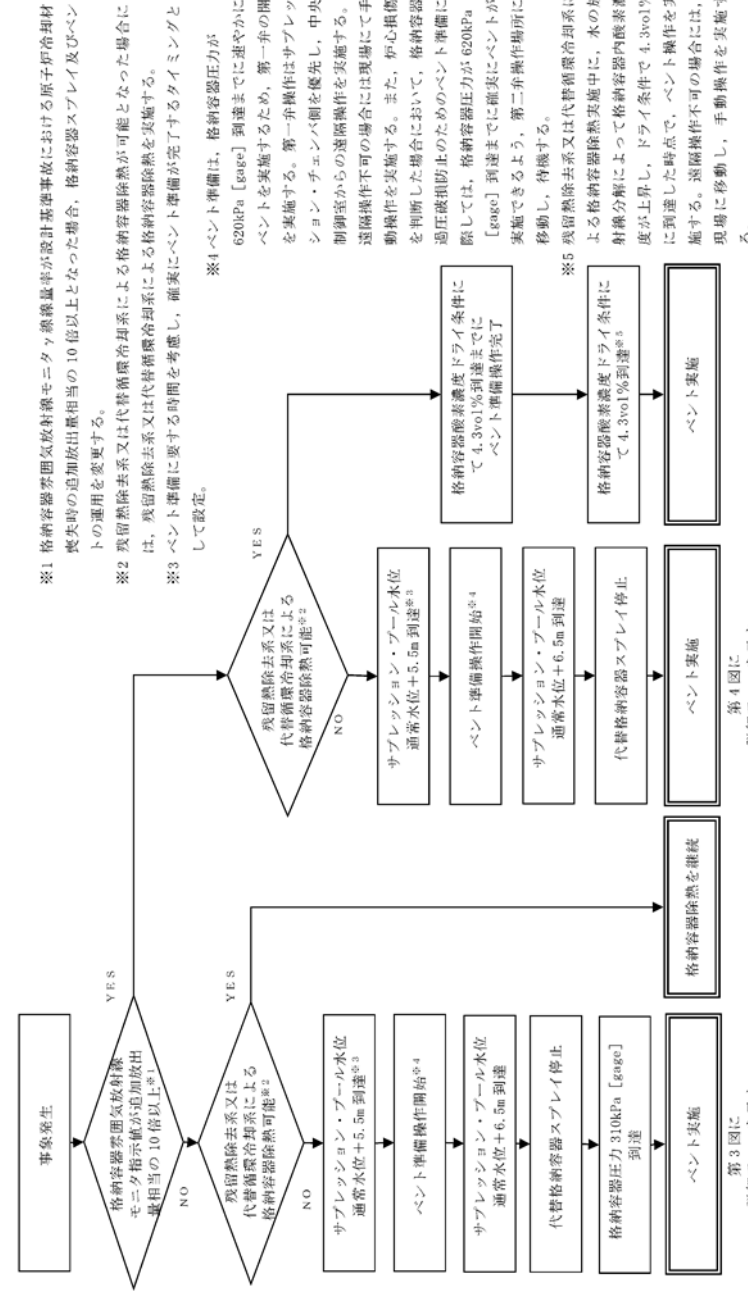 事象発生
格納容器雰囲気放射線
モニタ指示値が追加放出
量相当の10倍以上※1
YES
NO
残留熱除去系又は
代替循環冷却系による
格納容器除熱可能※2
YES
NO
サプレッション・プール水位
通常水位+5.5m到達※3
ベント準備操作開始※4
サプレッション・プール水位
通常水位+6.5m到達
代替格納容器スプレイ停止
格納容器圧力 310kPa [gage]
到達
ベント実施
第3図に
格納容器除熱を継続
残留熱除去系又は
代替循環冷却系による
格納容器除熱可能※2
YES
NO
サプレッション・プール水位
通常水位+5.5m到達※3
ベント準備操作開始※4
サプレッション・プール水位
通常水位+6.5m到達
代替格納容器スプレイ停止
ベント実施
第4図に
格納容器酸素濃度ドライ条件に
て4.3vol%到達までに
ベント準備操作完了
格納容器酸素濃度ドライ条件に
て4.3vol%到達※5
ベント実施
※1 格納容器雰囲気放射線モニタγ線線量率が設計基準事故における原子炉冷却材
喪失時の追加放出量相当の10倍以上となった場合，格納容器スプレイ及びベン
トの運用を変更する。
※2 残留熱除去系又は代替循環冷却系による格納容器除熱が可能となった場合に
は，残留熱除去系又は代替循環冷却系による格納容器除熱を実施する。
※3 ベント準備に要する時間を考慮し，確実にベント準備が完了するタイミングと
して設定。
※4 ベント準備は，格納容器圧力が
620kPa [gage] 到達までに速やかに
ベントを実施するため，第一弁の開
を実施する。第一弁操作はサプレッ
ション・チェンバ側を優先し，中央
制御室からの遠隔操作を実施する。
遠隔操作不可の場合には現場にて手
動操作を実施する。また，炉心損傷
を判断した場合において，格納容器
過圧破損防止のためのベント準備に
際しては，格納容器圧力が 620kPa
[gage] 到達までに確実にベントが
実施できるよう，第二弁操作場所に
移動し，待機する。
※5 残留熱除去系又は代替循環冷却系に
よる格納容器除熱実施中に，水の放
射線分解によって格納容器内酸素濃
度が上昇し，ドライ条件で 4.3vol%
に到達した時点で，ベント操作を実
施する。遠隔操作不可の場合には，
現場に移動し，手動操作を実施す
る。